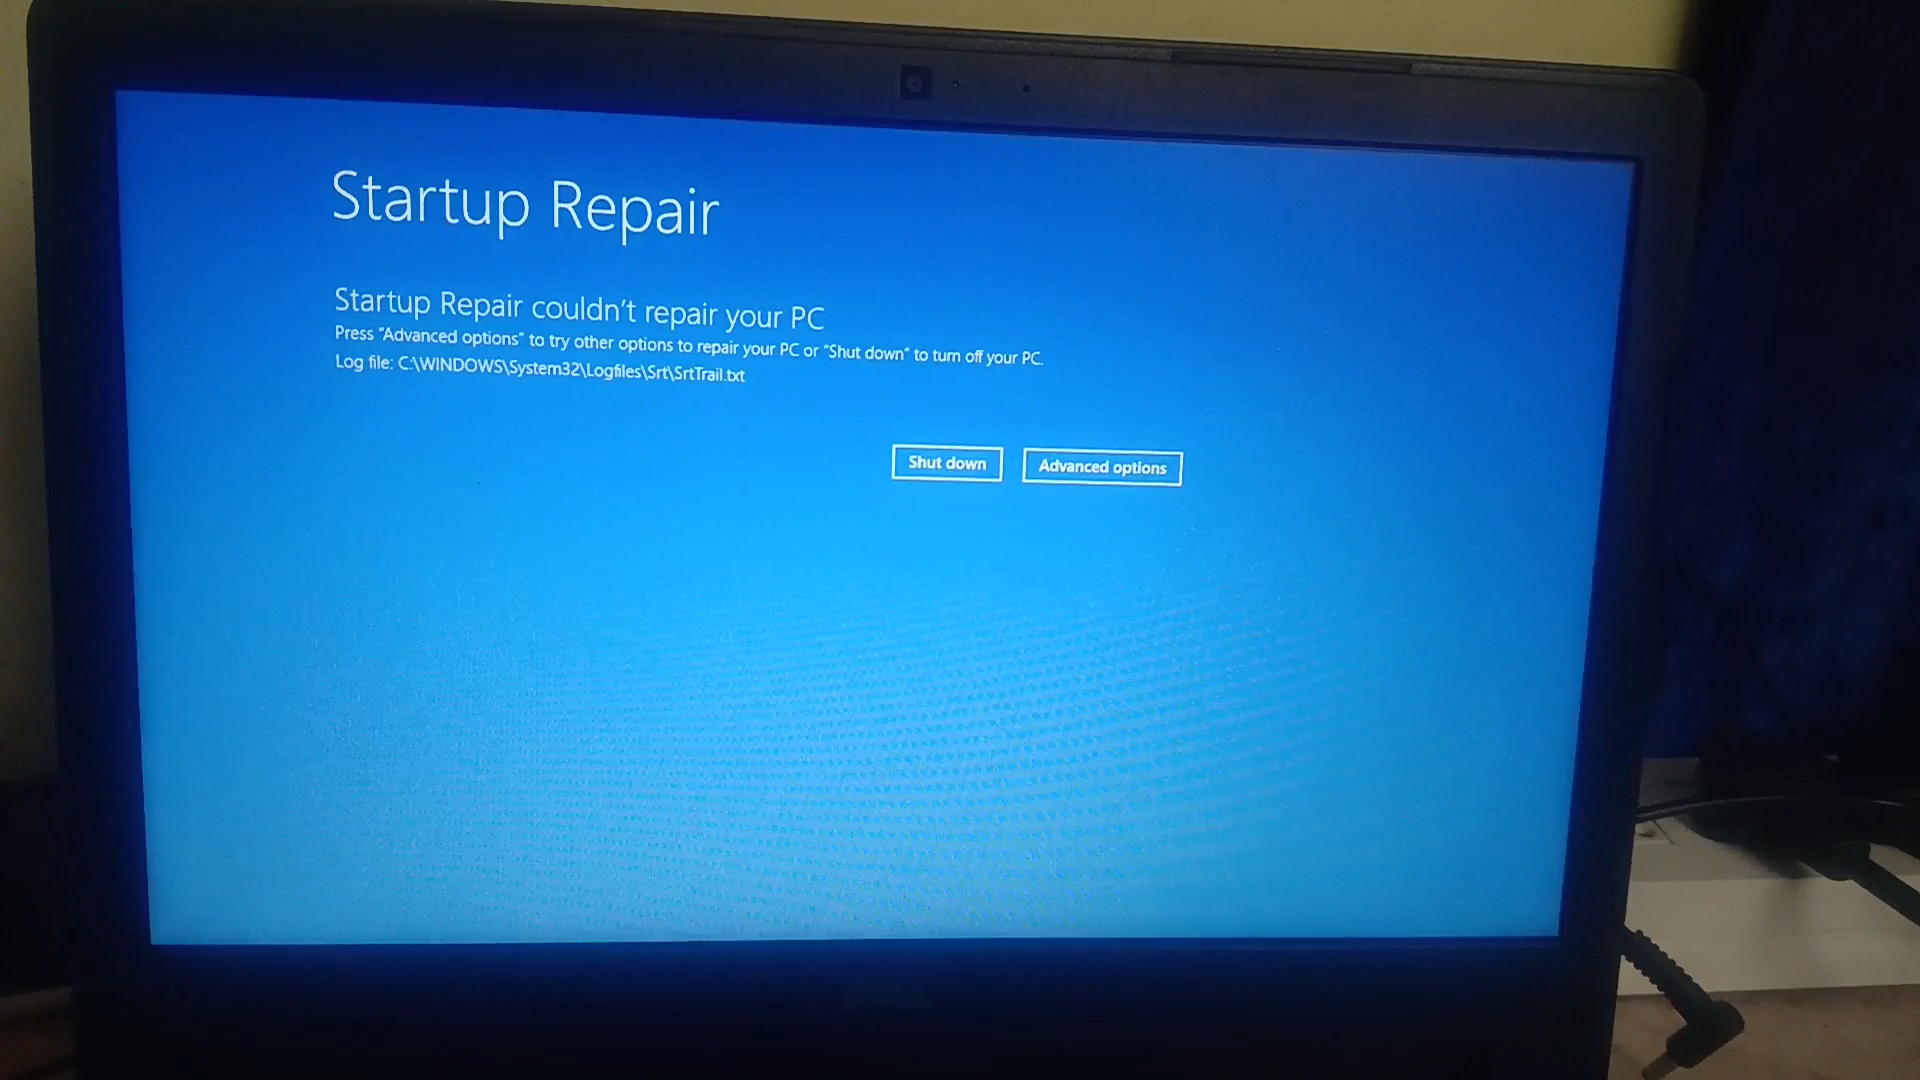 Startup Repair
Startup Repair couldn't repair your PC
Press "Advanced options" to try other options to repair your PC or "Shut down" to turn off your PC.
Log file: C:\WINDOWS\System32\Logfiles\Srt\SrtTrail.txt
Shut down
Advanced options